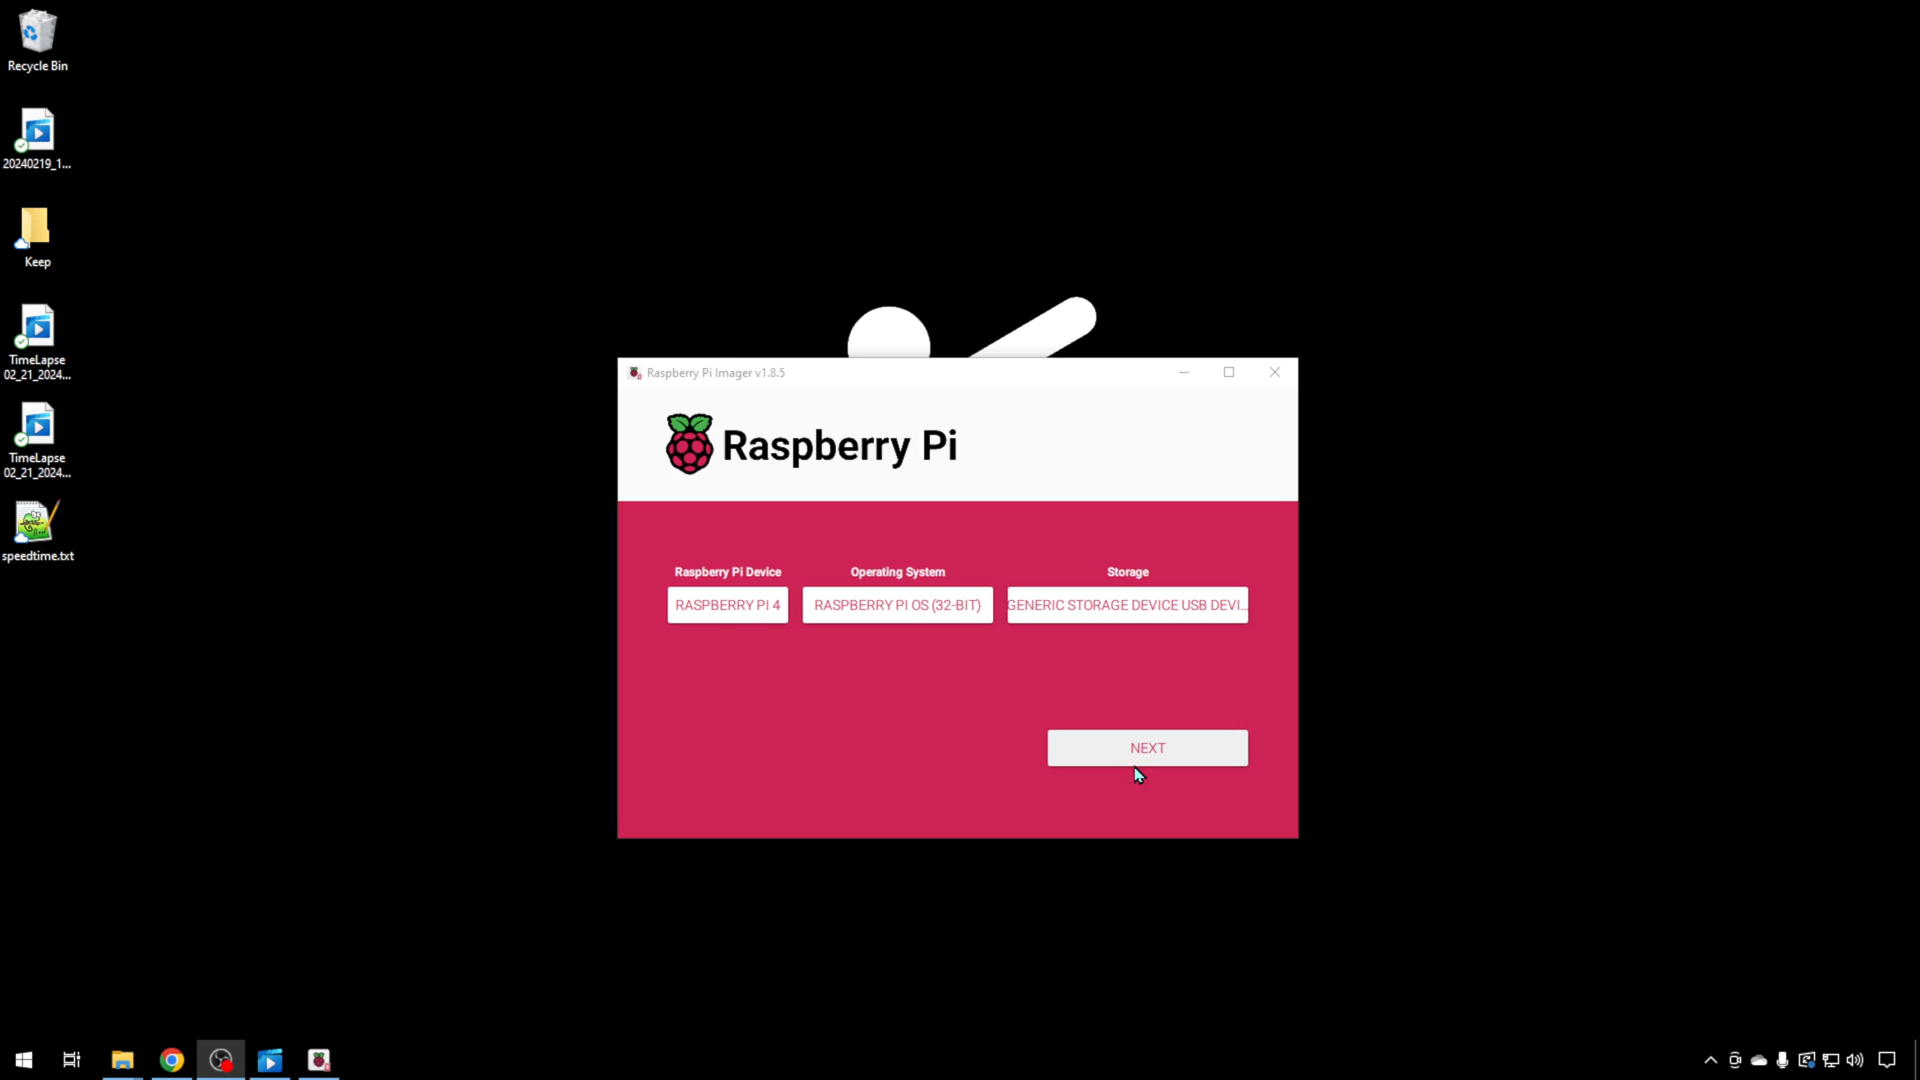 Recycle Bin
20240219_1...
Keep
TimeLapse
02_21_2024...
TimeLapse
02_21_2024...
speedtime.txt
Raspberry Pi Imager v1.8.5
Raspberry Pi
Raspberry Pi Device
Operating System
Storage
RASPBERRY PI 4
RASPBERRY PI OS (32-BIT)
GENERIC STORAGE DEVICE USB DEVI...
NEXT